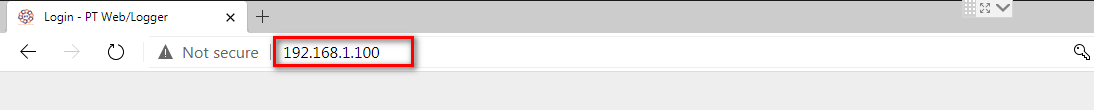 Login - PT Web/Logger
Not secure 192.168.1.100